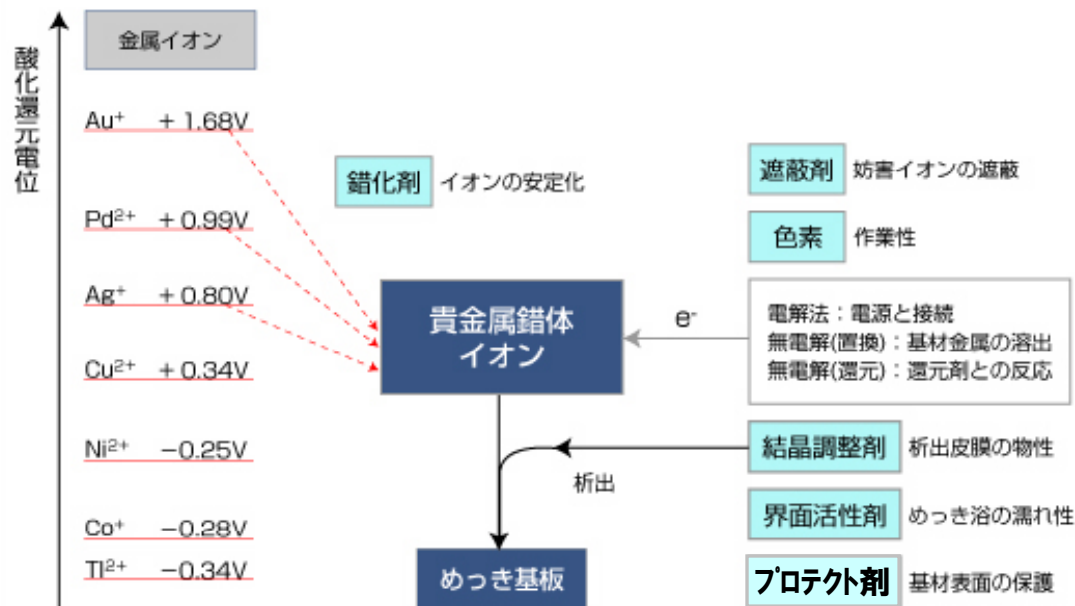 酸化還元電位
金属イオン
Au⁺ +1.68V
Pd²⁺ +0.99V
Ag⁺ +0.80V
Cu²⁺ +0.34V
Ni²⁺ −0.25V
Co⁺ −0.28V
Tl²⁺ −0.34V
錯化剤 イオンの安定化
貴金属錯体
イオン
析出
めっき基板
遮蔽剤 妨害イオンの遮蔽
色素 作業性
e⁻
電解法：電源と接続
無電解(置換)：基材金属の溶出
無電解(還元)：還元剤との反応
結晶調整剤 析出皮膜の物性
界面活性剤 めっき浴の濡れ性
プロテクト剤 基材表面の保護